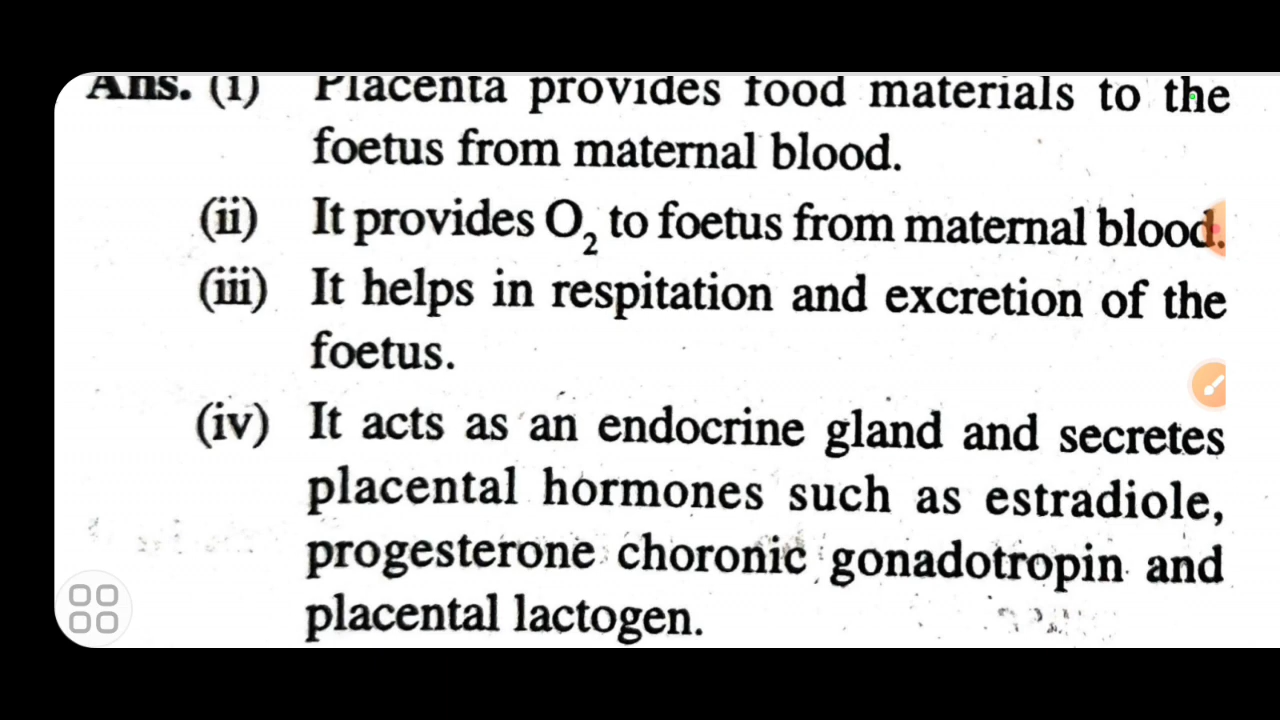 Ans. (i) Placenta provides food materials to the
foetus from maternal blood.
(ii) It provides O₂ to foetus from maternal blood.
(iii) It helps in respitation and excretion of the
foetus.
(iv) It acts as an endocrine gland and secretes
placental hormones such as estradiole,
progesterone choronic gonadotropin and
placental lactogen.